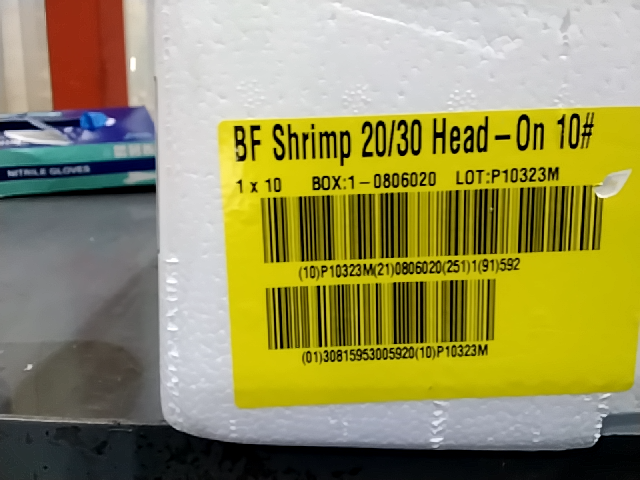 BF Shrimp 20/30 Head-On 10#
1 x 10 BOX:1-0806020 LOT:P10323M
(10)P10323M(21)0806020(251)1(91)592
(01)30815953005920(10)P10323M
NITRILE GLOVES